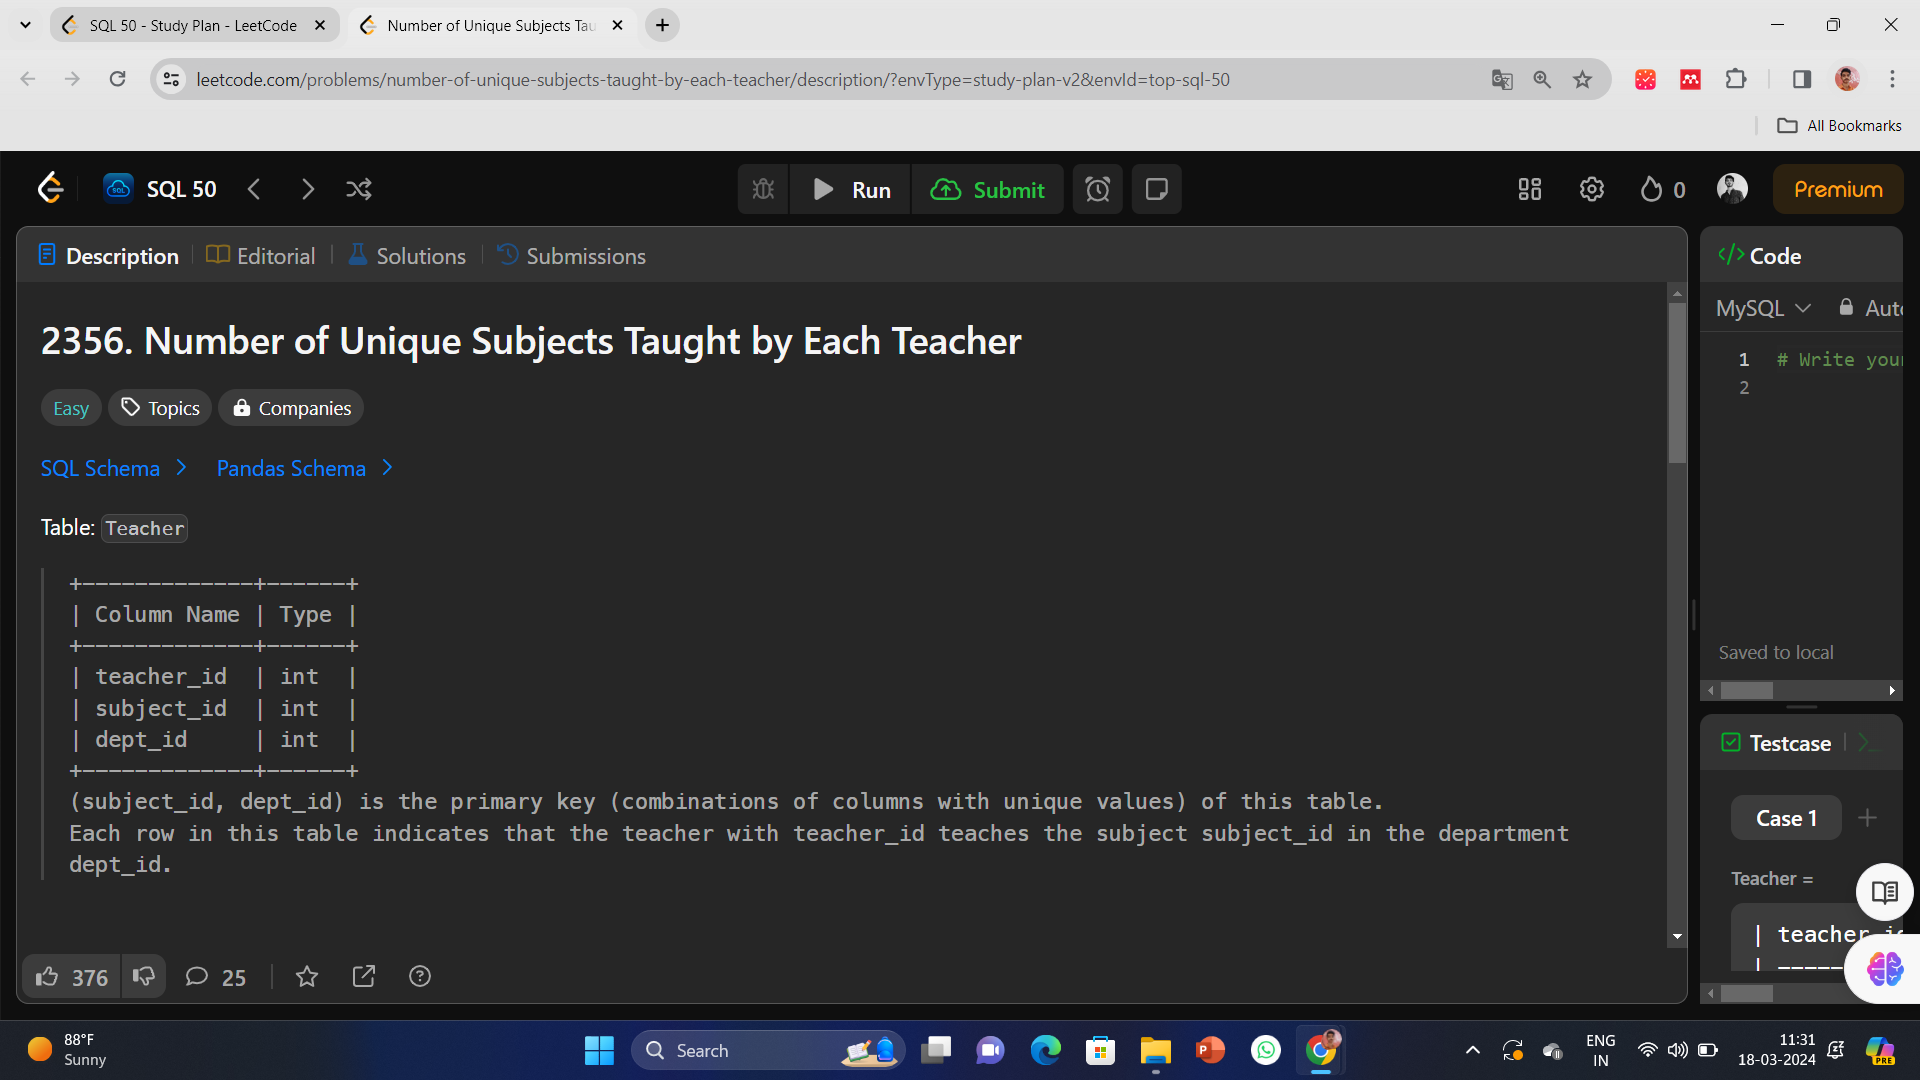 SQL 50 - Study Plan - LeetCode
Number of Unique Subjects Tau
leetcode.com/problems/number-of-unique-subjects-taught-by-each-teacher/description/?envType=study-plan-v2&envId=top-sql-50
All Bookmarks
SQL 50
Run
Submit
0
Premium
Description
Editorial
Solutions
Submissions
2356. Number of Unique Subjects Taught by Each Teacher
Easy
Topics
Companies
SQL Schema
Pandas Schema
Table: Teacher
+-------------+------+
| Column Name | Type |
+-------------+------+
| teacher_id  | int  |
| subject_id  | int  |
| dept_id     | int  |
+-------------+------+
(subject_id, dept_id) is the primary key (combinations of columns with unique values) of this table.
Each row in this table indicates that the teacher with teacher_id teaches the subject subject_id in the department
dept_id.
376
25
</> Code
MySQL
Auto
1 # Write your
2
Saved to local
Testcase
Case 1
Teacher =
| teacher_id
| -----
88°F
Sunny
Search
ENG
IN
11:31
18-03-2024
PRE